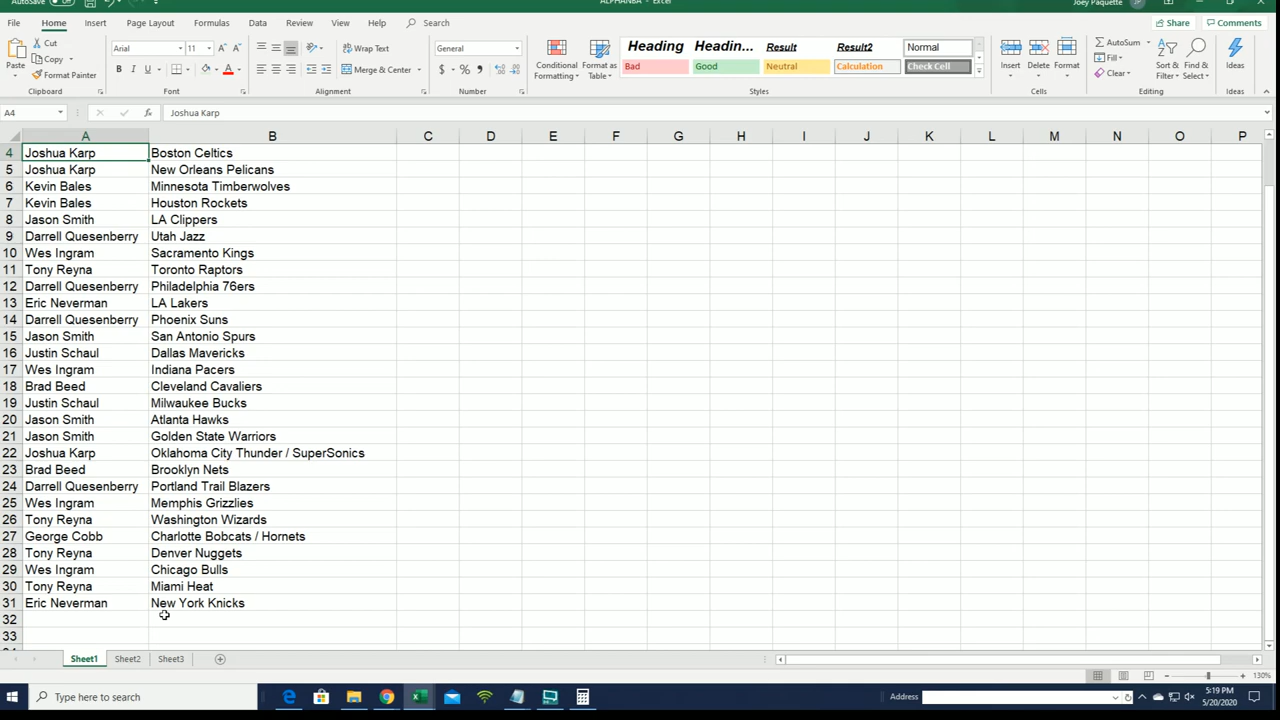 AutoSave Off ALPHANBA - Excel Joey Paquette JP
File Home Insert Page Layout Formulas Data Review View Help Search Share Comments
Paste Cut Copy Format Painter Clipboard
Arial 11 Font
Wrap Text Merge & Center Alignment
General Number
Conditional Formatting Format as Table
Heading Headin... Result Result2 Normal
Bad Good Neutral Calculation Check Cell
Styles
Insert Delete Format Cells
AutoSum Fill Clear Sort & Filter Find & Select Editing
Ideas Ideas
A4 fx Joshua Karp
A B C D E F G H I J K L M N O P
4 Joshua Karp Boston Celtics
5 Joshua Karp New Orleans Pelicans
6 Kevin Bales Minnesota Timberwolves
7 Kevin Bales Houston Rockets
8 Jason Smith LA Clippers
9 Darrell Quesenberry Utah Jazz
10 Wes Ingram Sacramento Kings
11 Tony Reyna Toronto Raptors
12 Darrell Quesenberry Philadelphia 76ers
13 Eric Neverman LA Lakers
14 Darrell Quesenberry Phoenix Suns
15 Jason Smith San Antonio Spurs
16 Justin Schaul Dallas Mavericks
17 Wes Ingram Indiana Pacers
18 Brad Beed Cleveland Cavaliers
19 Justin Schaul Milwaukee Bucks
20 Jason Smith Atlanta Hawks
21 Jason Smith Golden State Warriors
22 Joshua Karp Oklahoma City Thunder / SuperSonics
23 Brad Beed Brooklyn Nets
24 Darrell Quesenberry Portland Trail Blazers
25 Wes Ingram Memphis Grizzlies
26 Tony Reyna Washington Wizards
27 George Cobb Charlotte Bobcats / Hornets
28 Tony Reyna Denver Nuggets
29 Wes Ingram Chicago Bulls
30 Tony Reyna Miami Heat
31 Eric Neverman New York Knicks
32
33
Sheet1 Sheet2 Sheet3
130%
Type here to search Address 5:19 PM
5/20/2020